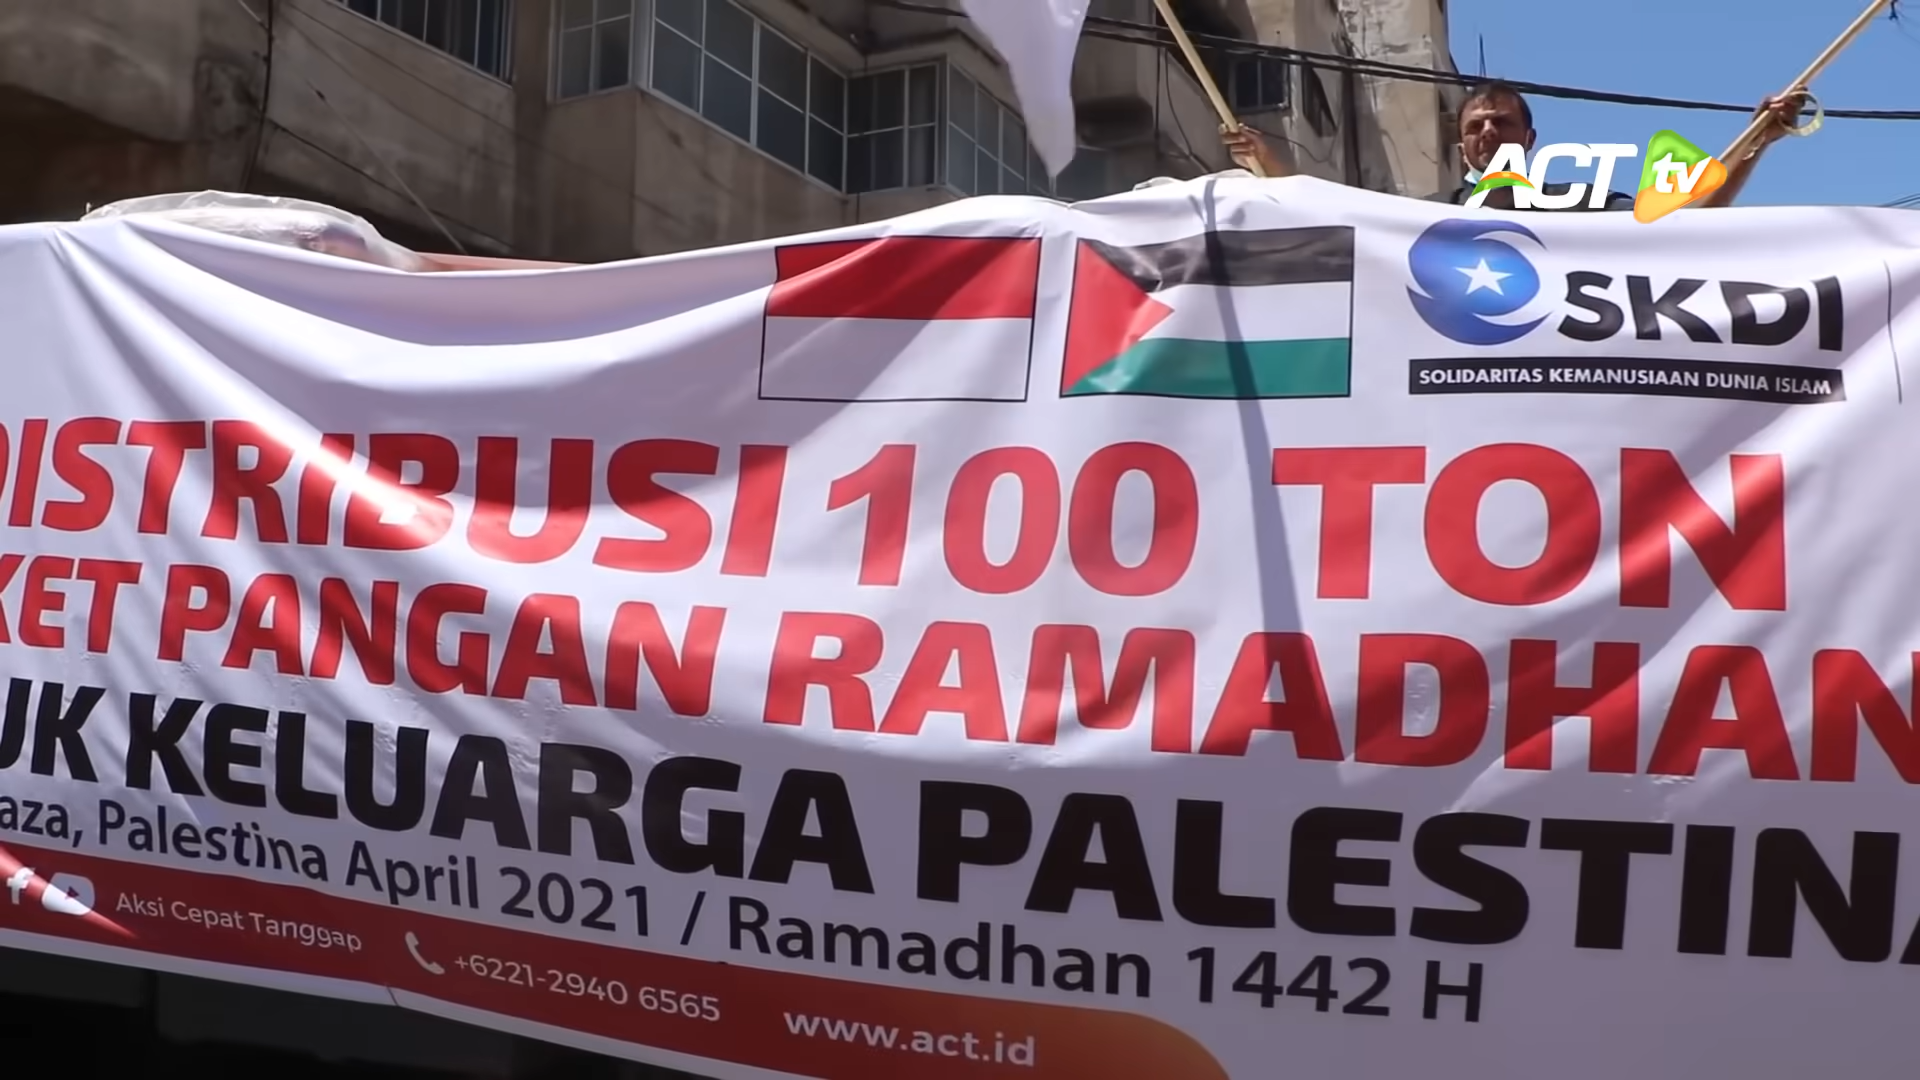 ACT tv
SKDI
SOLIDARITAS KEMANUSIAAN DUNIA ISLAM
DISTRIBUSI 100 TON
KET PANGAN RAMADHAN
UK KELUARGA PALESTINA
aza, Palestina April 2021 / Ramadhan 1442 H
Aksi Cepat Tanggap
+6221-2940 6565
www.act.id